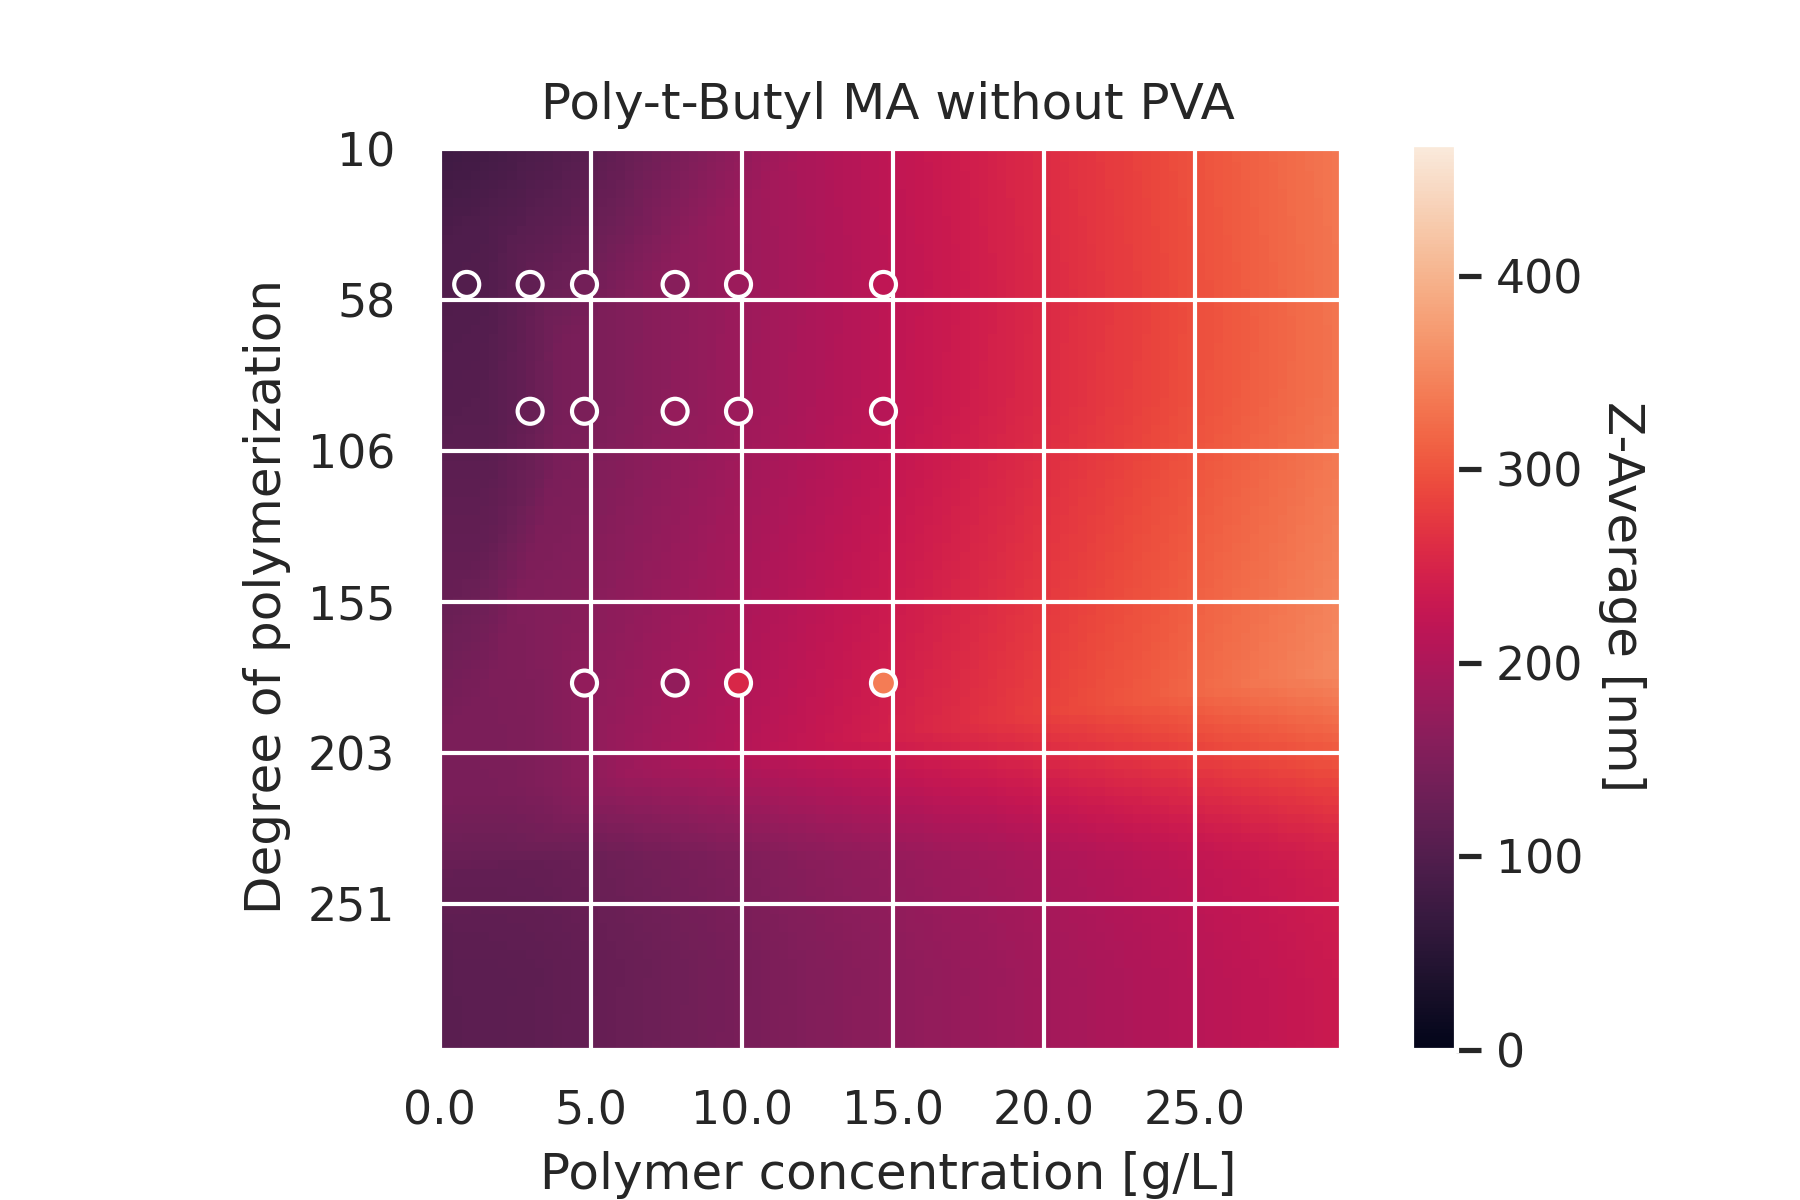 Poly-t-Butyl MA without PVA
10
58
106
155
203
251
Degree of polymerization
0.0 5.0 10.0 15.0 20.0 25.0
Polymer concentration [g/L]
400
300
200
100
0
Z-Average [nm]